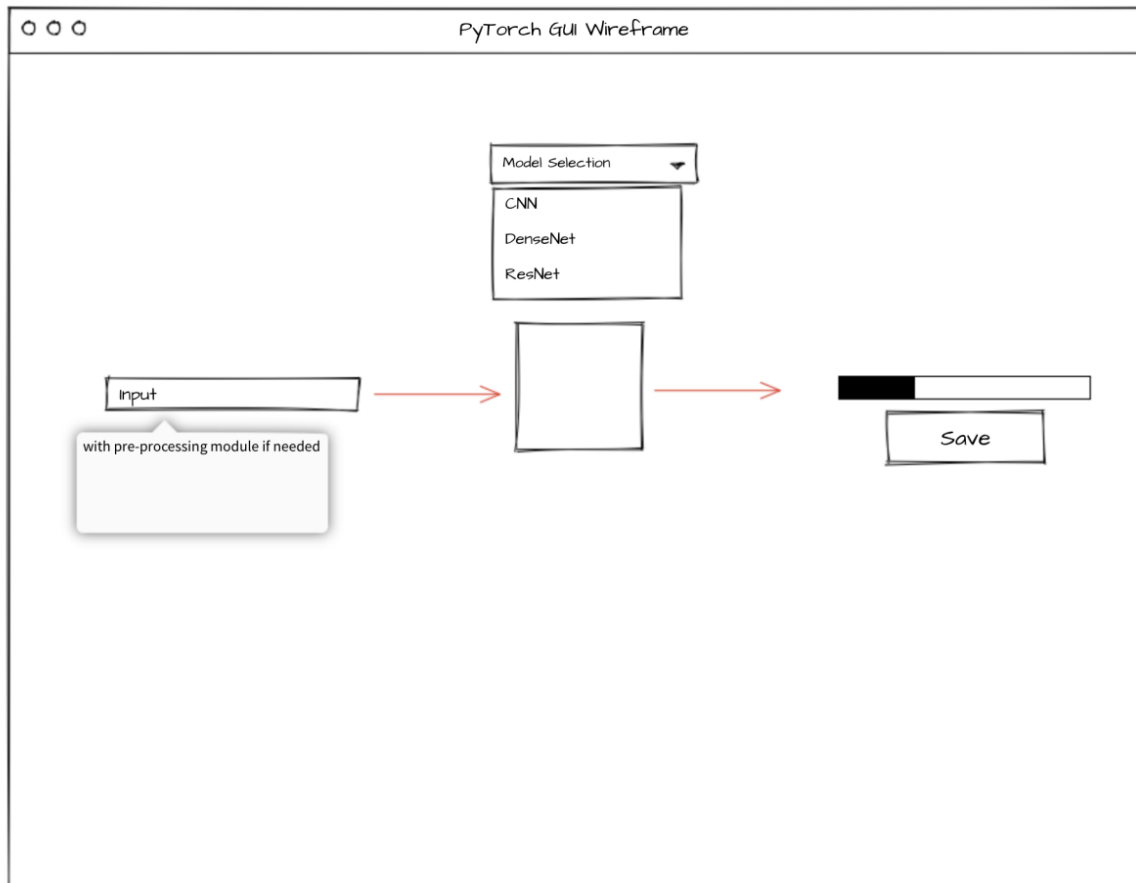 PyTorch GUI Wireframe
Model Selection
CNN
DenseNet
ResNet
Input
with pre-processing module if needed
Save